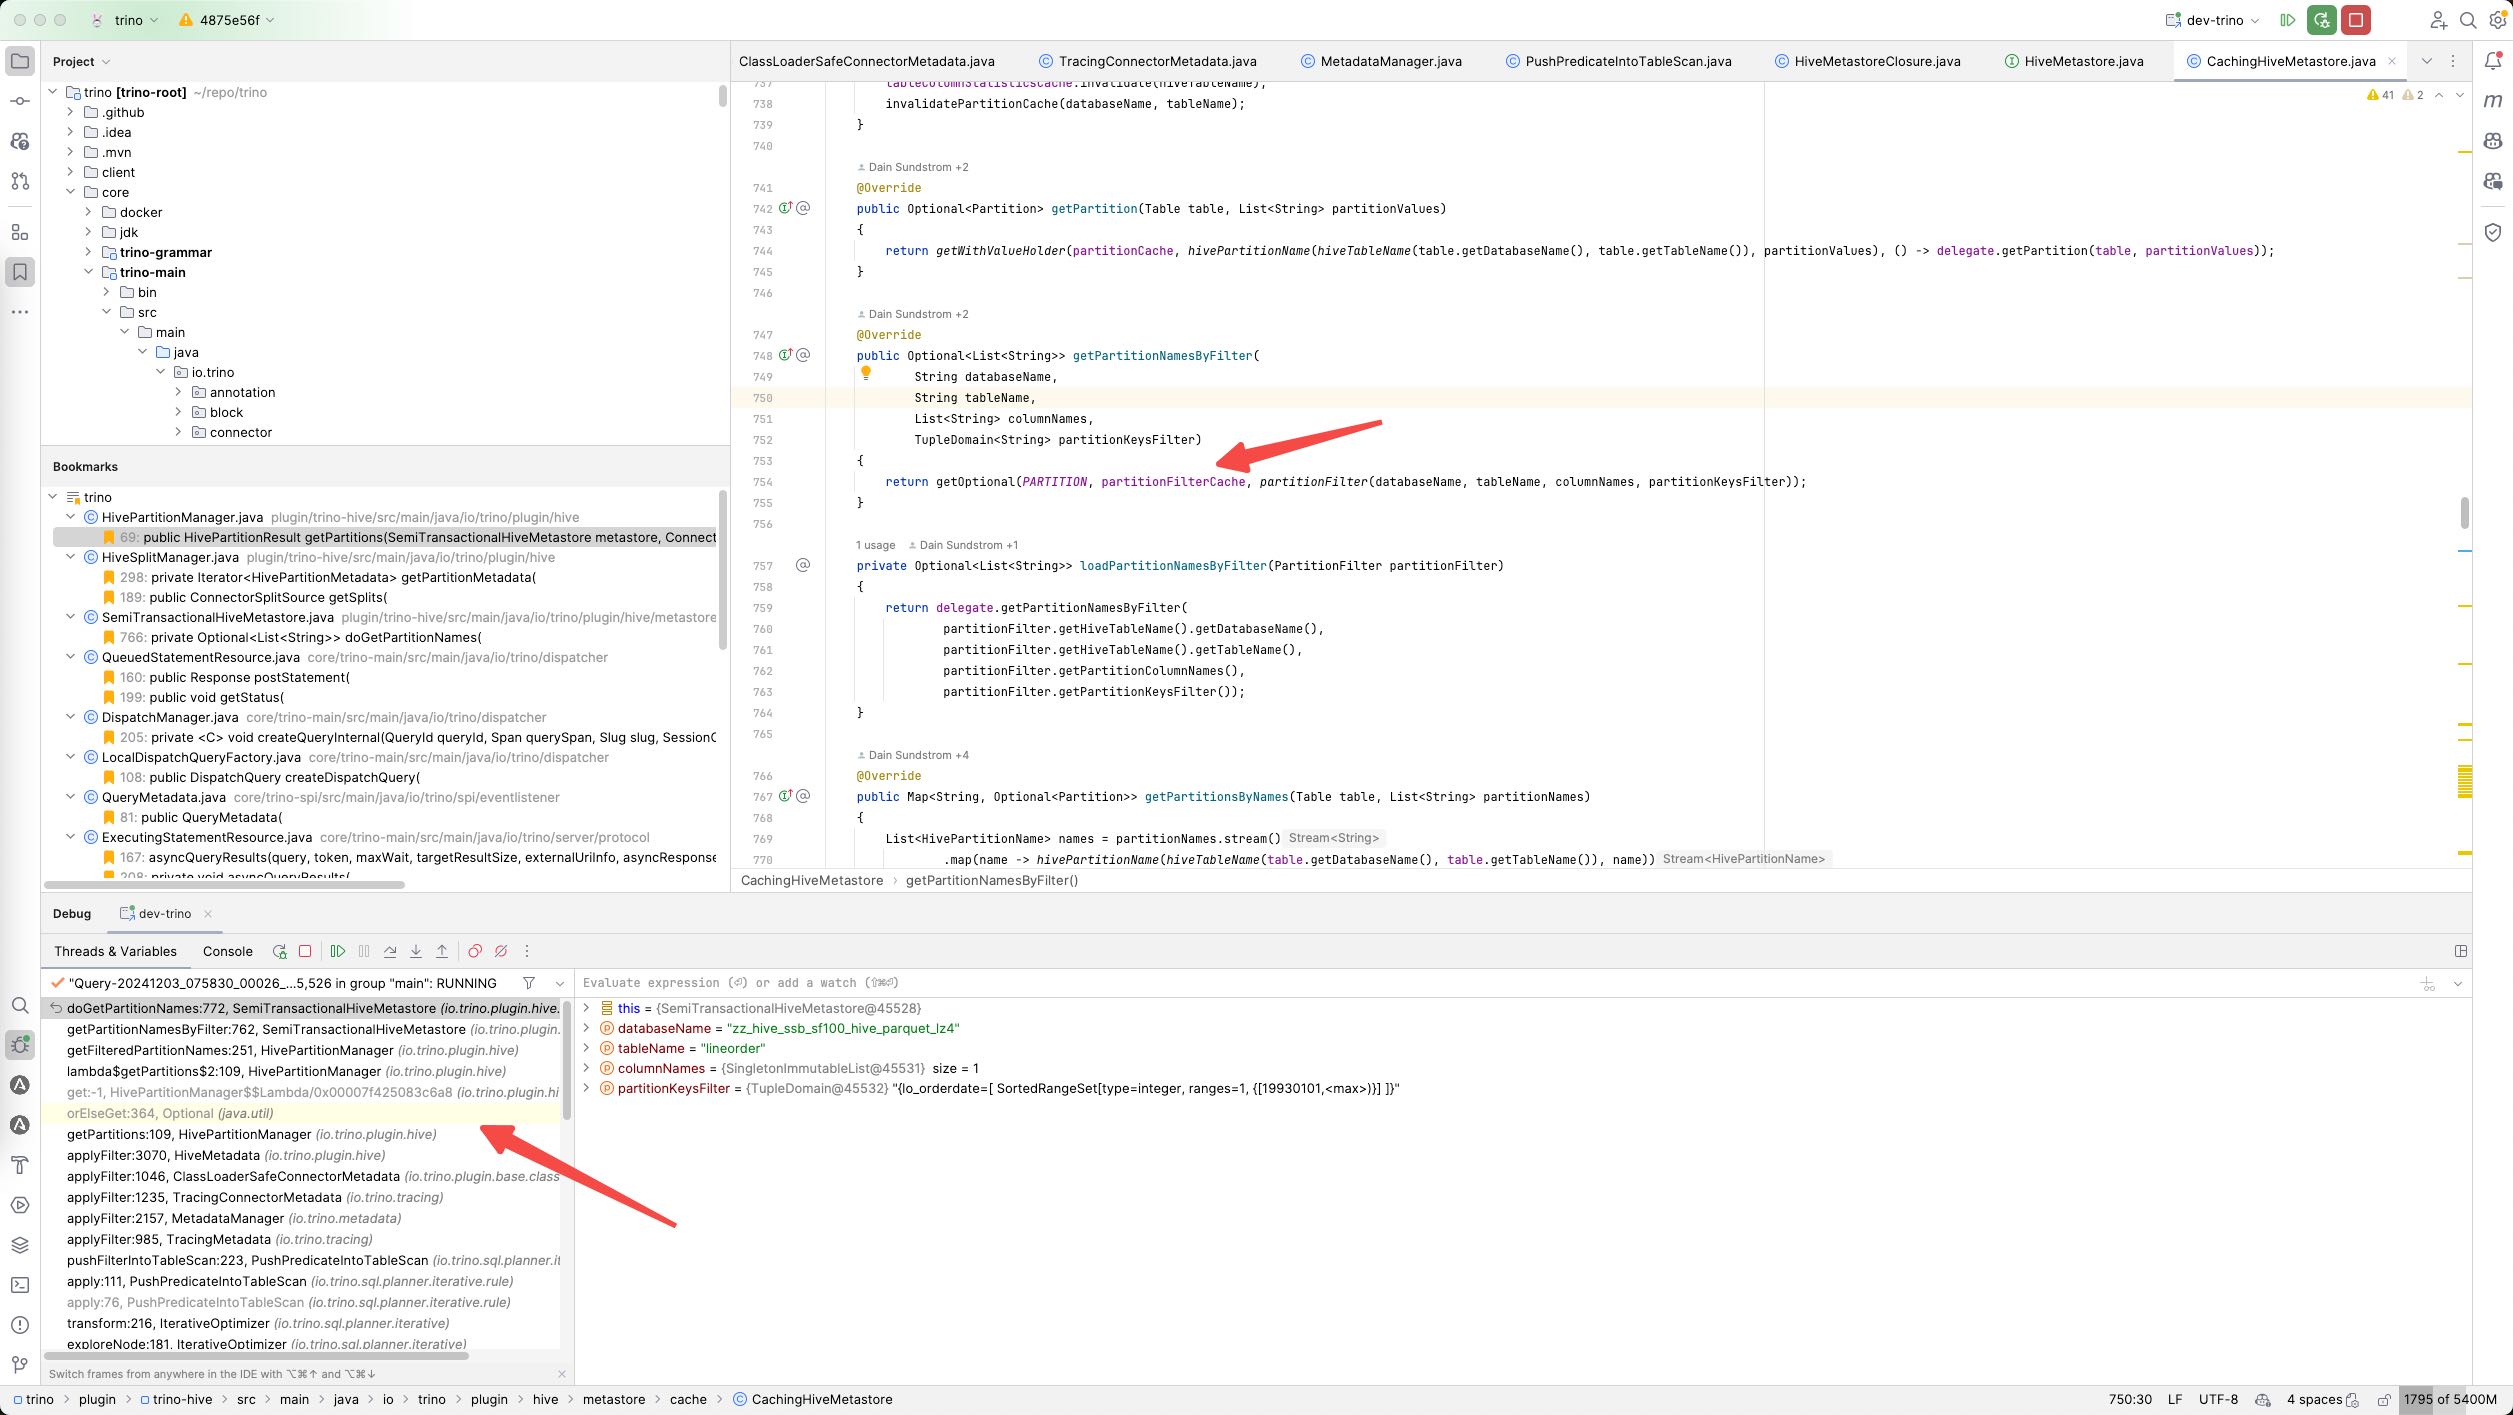 trino
4875e56f
dev-trino
Project
ClassLoaderSafeConnectorMetadata.java
TracingConnectorMetadata.java
MetadataManager.java
PushPredicateIntoTableScan.java
HiveMetastoreClosure.java
HiveMetastore.java
CachingHiveMetastore.java
trino [trino-root] ~/repo/trino
.github
.idea
.mvn
client
core
docker
jdk
trino-grammar
trino-main
bin
src
main
java
io.trino
annotation
block
connector
41 2
737 tableColumnStatisticsCache.invalidate(hiveTableName);
738 invalidatePartitionCache(databaseName, tableName);
739 }
740
Dain Sundstrom +2
741 @Override
742 public Optional<Partition> getPartition(Table table, List<String> partitionValues)
743 {
744 return getWithValueHolder(partitionCache, hivePartitionName(hiveTableName(table.getDatabaseName(), table.getTableName()), partitionValues), () -> delegate.getPartition(table, partitionValues));
745 }
746
Dain Sundstrom +2
747 @Override
748 public Optional<List<String>> getPartitionNamesByFilter(
749 String databaseName,
750 String tableName,
751 List<String> columnNames,
752 TupleDomain<String> partitionKeysFilter)
753 {
754 return getOptional(PARTITION, partitionFilterCache, partitionFilter(databaseName, tableName, columnNames, partitionKeysFilter));
755 }
756
1 usage Dain Sundstrom +1
757 private Optional<List<String>> loadPartitionNamesByFilter(PartitionFilter partitionFilter)
758 {
759 return delegate.getPartitionNamesByFilter(
760 partitionFilter.getHiveTableName().getDatabaseName(),
761 partitionFilter.getHiveTableName().getTableName(),
762 partitionFilter.getPartitionColumnNames(),
763 partitionFilter.getPartitionKeysFilter());
764 }
765
Dain Sundstrom +4
766 @Override
767 public Map<String, Optional<Partition>> getPartitionsByNames(Table table, List<String> partitionNames)
768 {
769 List<HivePartitionName> names = partitionNames.stream() Stream<String>
770 .map(name -> hivePartitionName(hiveTableName(table.getDatabaseName(), table.getTableName()), name)) Stream<HivePartitionName>
CachingHiveMetastore › getPartitionNamesByFilter()
Bookmarks
trino
HivePartitionManager.java plugin/trino-hive/src/main/java/io/trino/plugin/hive
69: public HivePartitionResult getPartitions(SemiTransactionalHiveMetastore metastore, Connect
HiveSplitManager.java plugin/trino-hive/src/main/java/io/trino/plugin/hive
298: private Iterator<HivePartitionMetadata> getPartitionMetadata(
189: public ConnectorSplitSource getSplits(
SemiTransactionalHiveMetastore.java plugin/trino-hive/src/main/java/io/trino/plugin/hive/metastore
766: private Optional<List<String>> doGetPartitionNames(
QueuedStatementResource.java core/trino-main/src/main/java/io/trino/dispatcher
160: public Response postStatement(
199: public void getStatus(
DispatchManager.java core/trino-main/src/main/java/io/trino/dispatcher
205: private <C> void createQueryInternal(QueryId queryId, Span querySpan, Slug slug, SessionC
LocalDispatchQueryFactory.java core/trino-main/src/main/java/io/trino/dispatcher
108: public DispatchQuery createDispatchQuery(
QueryMetadata.java core/trino-spi/src/main/java/io/trino/spi/eventlistener
81: public QueryMetadata(
ExecutingStatementResource.java core/trino-main/src/main/java/io/trino/server/protocol
167: asyncQueryResults(query, token, maxWait, targetResultSize, externalUriInfo, asyncResponse
208: private void asyncQueryResults(
Debug dev-trino
Threads & Variables Console
"Query-20241203_075830_00026_...5,526 in group "main": RUNNING
Evaluate expression (⏎) or add a watch (⇧⌘⏎)
doGetPartitionNames:772, SemiTransactionalHiveMetastore (io.trino.plugin.hive.
getPartitionNamesByFilter:762, SemiTransactionalHiveMetastore (io.trino.plugin.
getFilteredPartitionNames:251, HivePartitionManager (io.trino.plugin.hive)
lambda$getPartitions$2:109, HivePartitionManager (io.trino.plugin.hive)
get:-1, HivePartitionManager$$Lambda/0x00007f425083c6a8 (io.trino.plugin.hi
orElseGet:364, Optional (java.util)
getPartitions:109, HivePartitionManager (io.trino.plugin.hive)
applyFilter:3070, HiveMetadata (io.trino.plugin.hive)
applyFilter:1046, ClassLoaderSafeConnectorMetadata (io.trino.plugin.base.class
applyFilter:1235, TracingConnectorMetadata (io.trino.tracing)
applyFilter:2157, MetadataManager (io.trino.metadata)
applyFilter:985, TracingMetadata (io.trino.tracing)
pushFilterIntoTableScan:223, PushPredicateIntoTableScan (io.trino.sql.planner.it
apply:111, PushPredicateIntoTableScan (io.trino.sql.planner.iterative.rule)
apply:76, PushPredicateIntoTableScan (io.trino.sql.planner.iterative.rule)
transform:216, IterativeOptimizer (io.trino.sql.planner.iterative)
exploreNode:181, IterativeOptimizer (io.trino.sql.planner.iterative)
Switch frames from anywhere in the IDE with ⌥⌘↑ and ⌥⌘↓
this = {SemiTransactionalHiveMetastore@45528}
databaseName = "zz_hive_ssb_sf100_hive_parquet_lz4"
tableName = "lineorder"
columnNames = {SingletonImmutableList@45531} size = 1
partitionKeysFilter = {TupleDomain@45532} "{lo_orderdate=[ SortedRangeSet[type=integer, ranges=1, {[19930101,<max>)}] ]}"
trino › plugin › trino-hive › src › main › java › io › trino › plugin › hive › metastore › cache › CachingHiveMetastore
750:30 LF UTF-8 4 spaces 1795 of 5400M